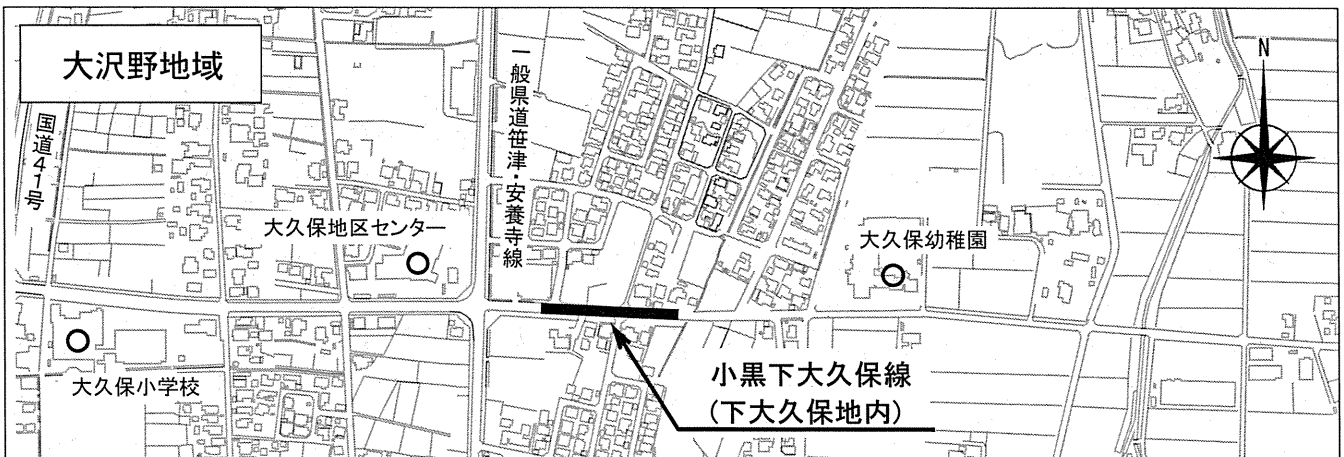 大沢野地域
国道41号
一般県道笹津・安養寺線
N
大久保地区センター
大久保幼稚園
大久保小学校
小黒下大久保線
(下大久保地内)